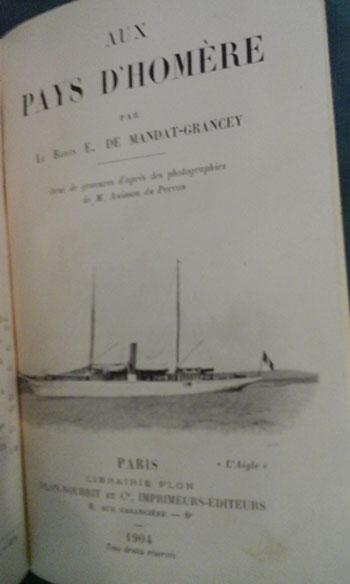 AUX
PAYS D'HOMÈRE
PAR
LE BARON E. DE MANDAT-GRANCEY
de gravures d'après des photographies
de M. Anisson du Perron
PARIS
« L'Aigle »
LIBRAIRIE PLON
PLON-NOURRIT ET Cie, IMPRIMEURS-ÉDITEURS
8, RUE GARANCIÈRE — 6e
1904
Tous droits réservés